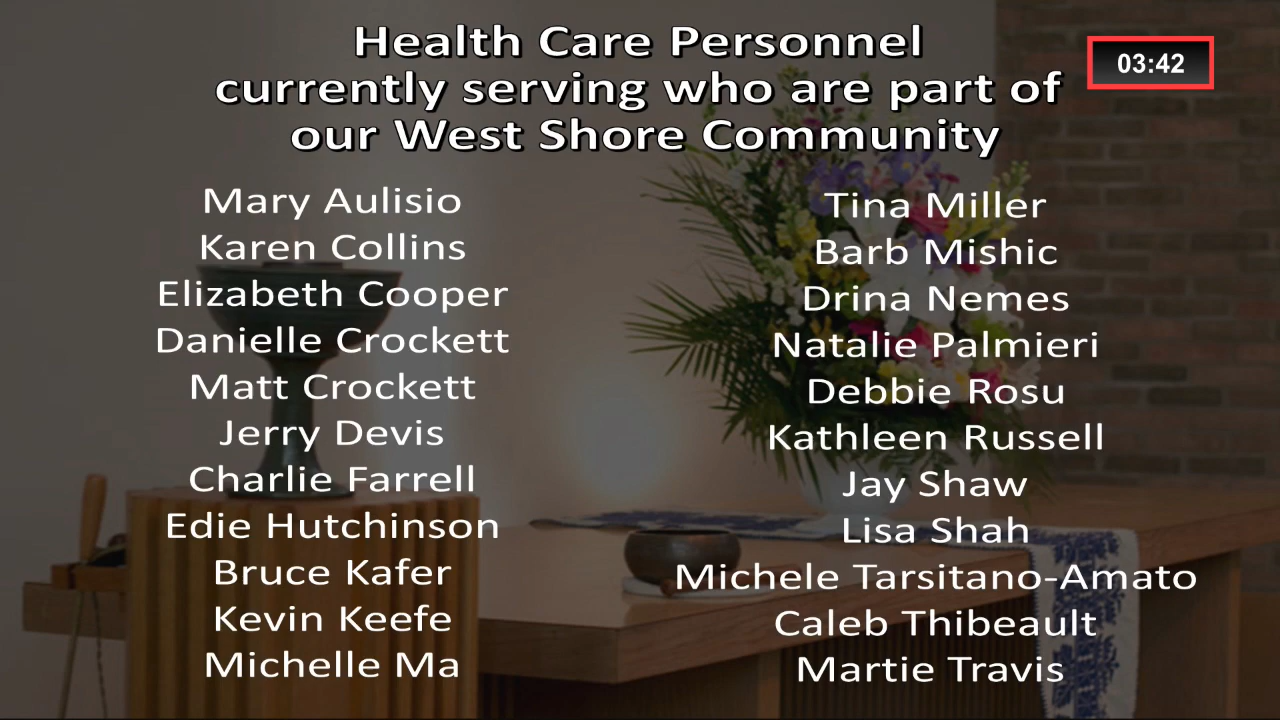 Health Care Personnel
currently serving who are part of
our West Shore Community
03:42
Mary Aulisio
Karen Collins
Elizabeth Cooper
Danielle Crockett
Matt Crockett
Jerry Devis
Charlie Farrell
Edie Hutchinson
Bruce Kafer
Kevin Keefe
Michelle Ma
Tina Miller
Barb Mishic
Drina Nemes
Natalie Palmieri
Debbie Rosu
Kathleen Russell
Jay Shaw
Lisa Shah
Michele Tarsitano-Amato
Caleb Thibeault
Martie Travis